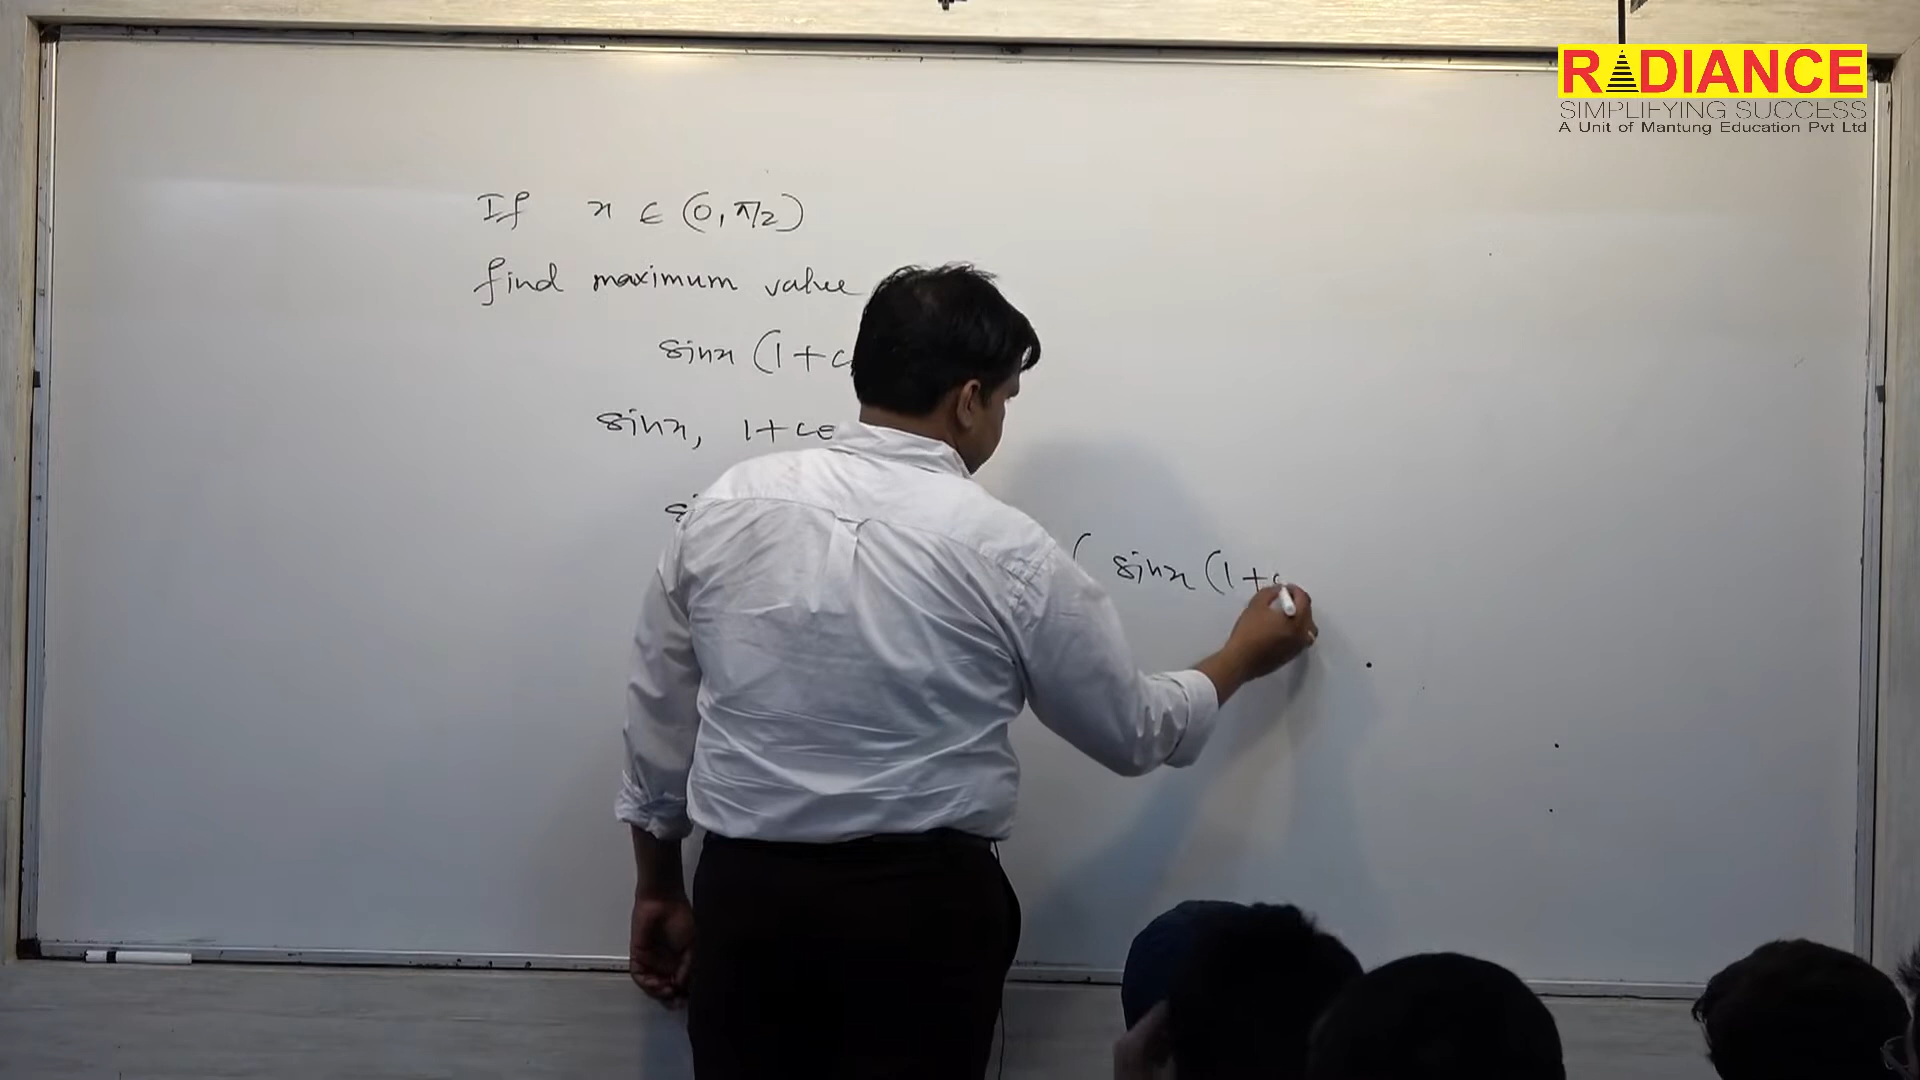 RADIANCE
SIMPLIFYING SUCCESS
A Unit of Mantung Education Pvt Ltd
If x ∈ (0, π/2)
find maximum value
sinx (1+c
sinx, 1+co
s
( sinx (1+c